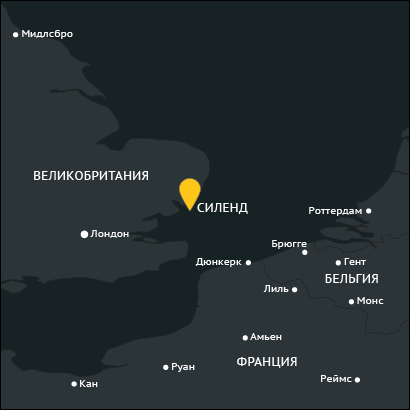 Мидлсбро
ВЕЛИКОБРИТАНИЯ
СИЛЕНД
Роттердам
Лондон
Брюгге
Дюнкерк
Гент
БЕЛЬГИЯ
Лиль
Монс
Амьен
ФРАНЦИЯ
Руан
Реймс
Кан